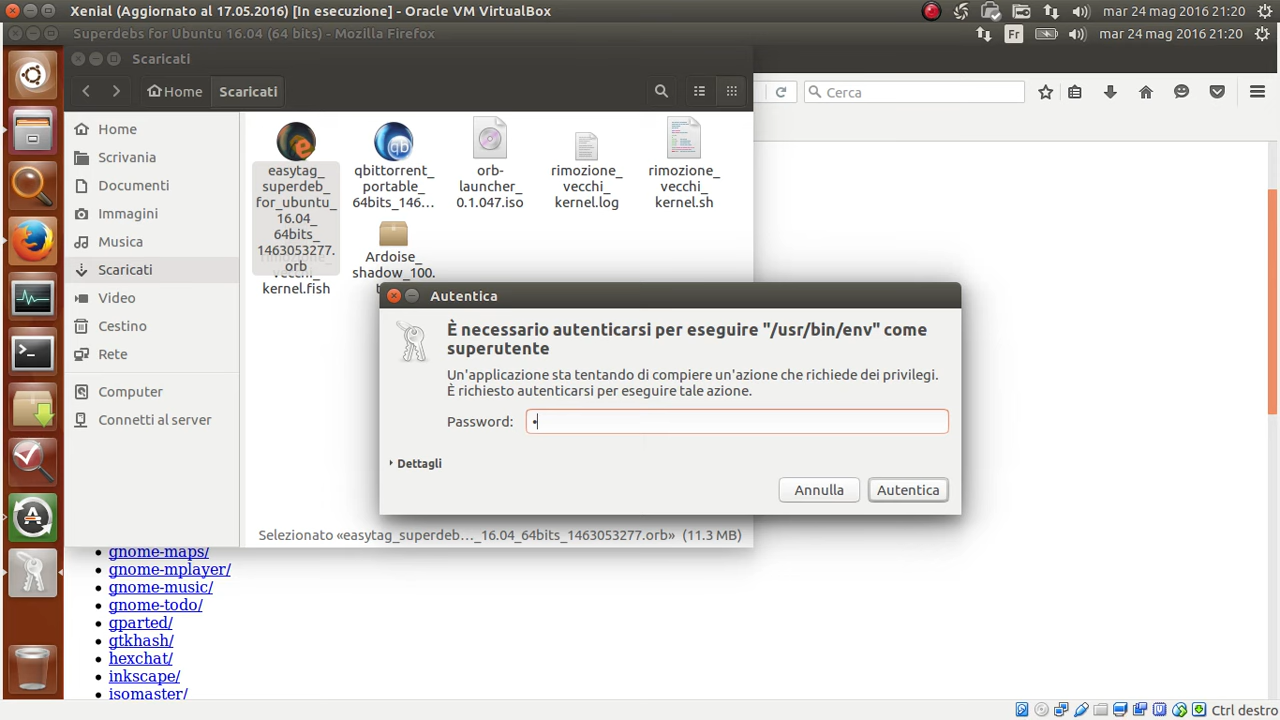 Xenial (Aggiornato al 17.05.2016) [In esecuzione] - Oracle VM VirtualBox
mar 24 mag 2016 21:20
Superdebs for Ubuntu 16.04 (64 bits) - Mozilla Firefox
Fr
mar 24 mag 2016 21:20
Scaricati
Home
Scaricati
Cerca
Home
Scrivania
Documenti
Immagini
Musica
Scaricati
Video
Cestino
Rete
Computer
Connetti al server
easytag_
superdeb_
for_ubuntu_
16.04_
64bits_
1463053277.
orb
qbittorrent_
portable_
64bits_146...
orb-
launcher_
0.1.047.iso
rimozione_
vecchi_
kernel.log
rimozione_
vecchi_
kernel.sh
vecchi_
kernel.fish
Ardoise_
shadow_100.
Autentica
È necessario autenticarsi per eseguire "/usr/bin/env" come
superutente
Un'applicazione sta tentando di compiere un'azione che richiede dei privilegi.
È richiesto autenticarsi per eseguire tale azione.
Password:
Dettagli
Annulla
Autentica
Selezionato «easytag_superdeb..._16.04_64bits_1463053277.orb» (11.3 MB)
gnome-maps/
gnome-mplayer/
gnome-music/
gnome-todo/
gparted/
gtkhash/
hexchat/
inkscape/
isomaster/
Ctrl destro